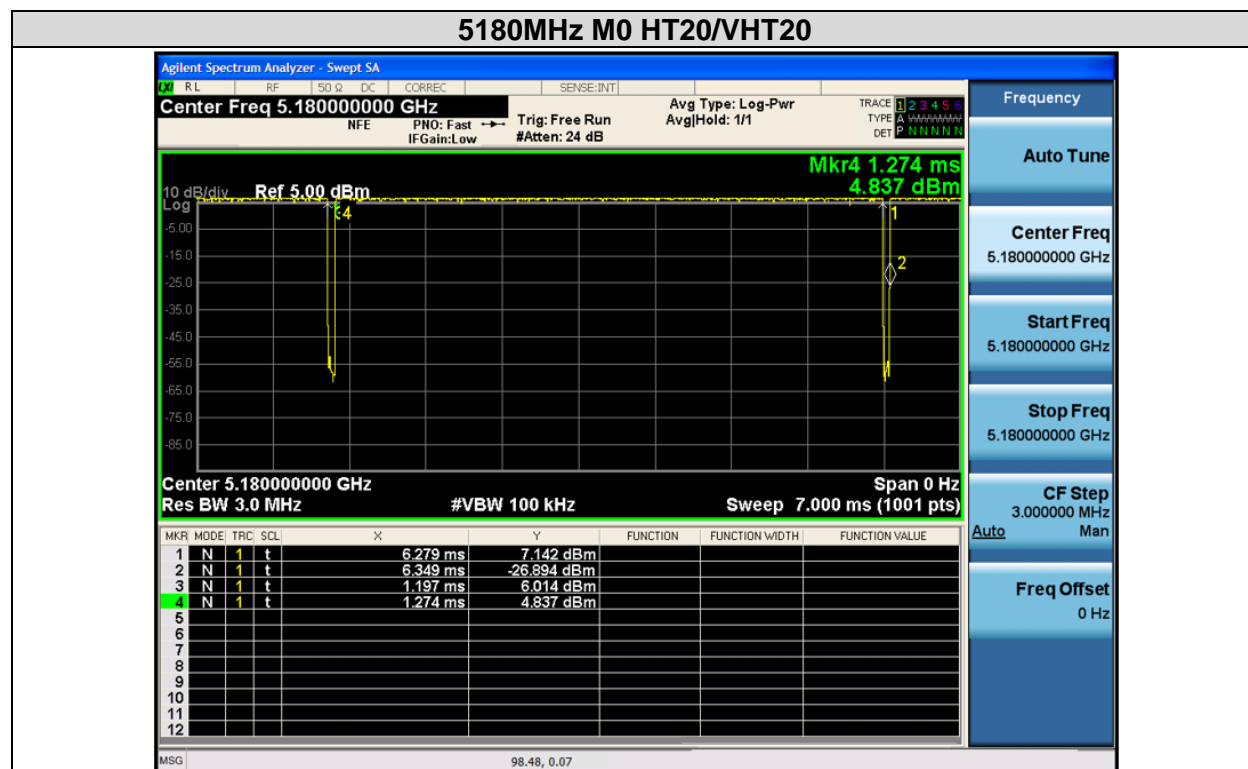 5180MHz M0 HT20/VHT20
Agilent Spectrum Analyzer - Swept SA
LXI RL RF 50 Ω DC CORREC SENSE:INT
Center Freq 5.180000000 GHz
NFE PNO: Fast IFGain:Low
Trig: Free Run
#Atten: 24 dB
Avg Type: Log-Pwr
Avg|Hold: 1/1
TRACE 1 2 3 4 5 6
TYPE A
DET P N N N N N
Mkr4 1.274 ms
4.837 dBm
10 dB/div Ref 5.00 dBm
Log
4
1
-5.00
-15.0
2
-25.0
-35.0
-45.0
-55.0
-65.0
-75.0
-85.0
Center 5.180000000 GHz Span 0 Hz
Res BW 3.0 MHz #VBW 100 kHz Sweep 7.000 ms (1001 pts)
MKR MODE TRC SCL X Y FUNCTION FUNCTION WIDTH FUNCTION VALUE
1 N 1 t 6.279 ms 7.142 dBm
2 N 1 t 6.349 ms -26.894 dBm
3 N 1 t 1.197 ms 6.014 dBm
4 N 1 t 1.274 ms 4.837 dBm
5
6
7
8
9
10
11
12
MSG 98.48, 0.07
Frequency
Auto Tune
Center Freq
5.180000000 GHz
Start Freq
5.180000000 GHz
Stop Freq
5.180000000 GHz
CF Step
3.000000 MHz
Auto Man
Freq Offset
0 Hz